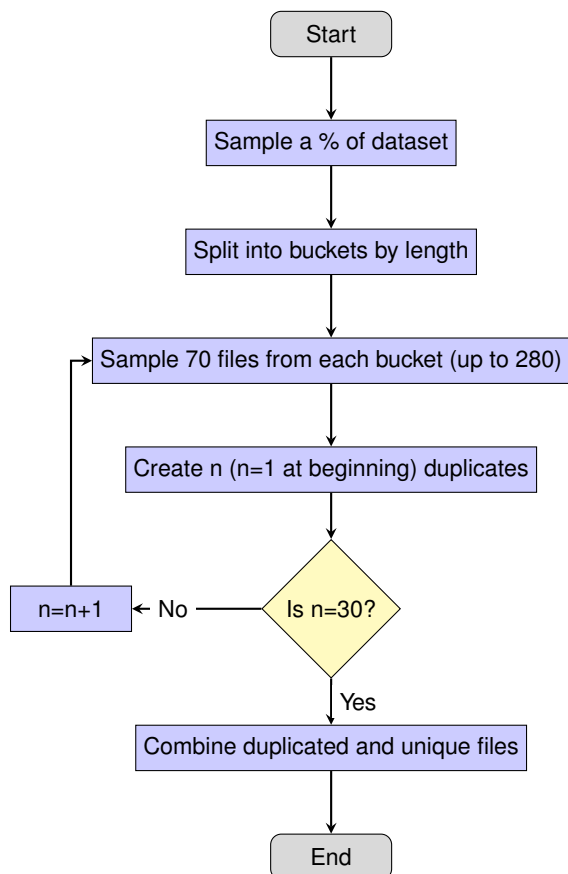 Start
Sample a % of dataset
Split into buckets by length
Sample 70 files from each bucket (up to 280)
Create n (n=1 at beginning) duplicates
Is n=30?
No
n=n+1
Yes
Combine duplicated and unique files
End